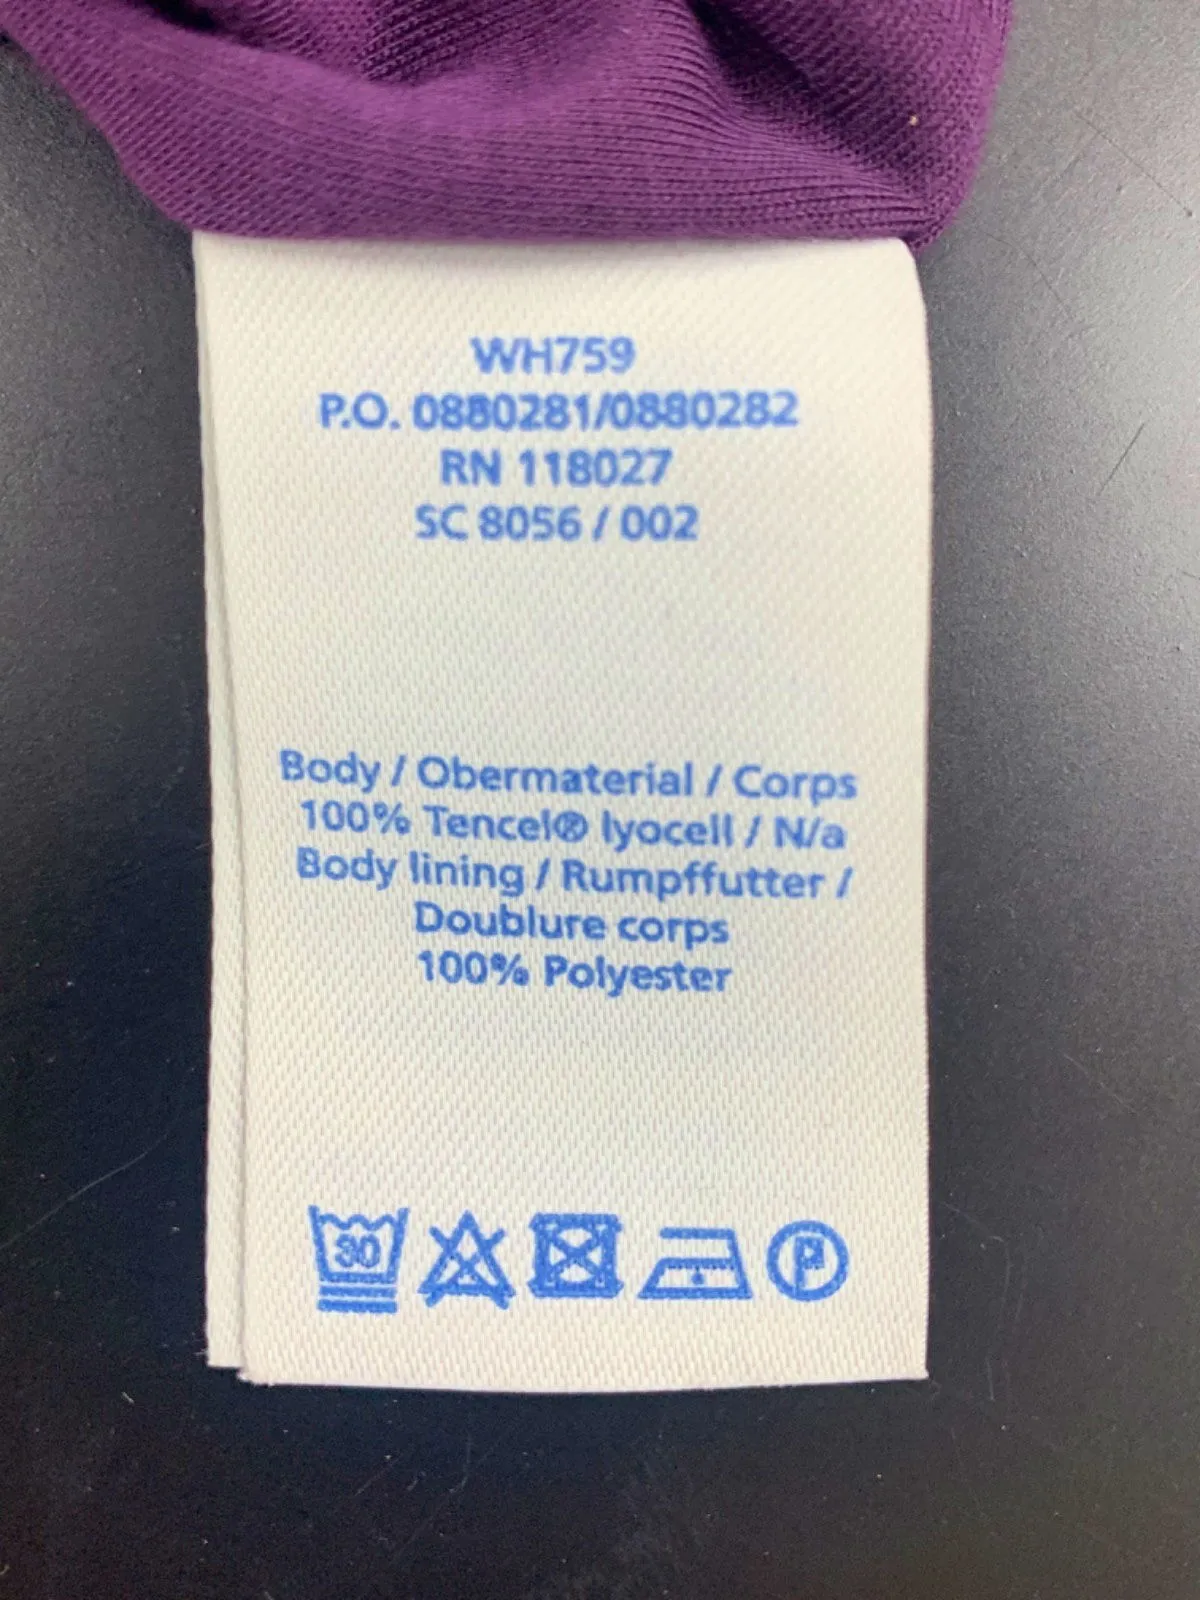 WH759
P.O. 0880281/0880282
RN 118027
SC 8056 / 002
Body / Obermaterial / Corps
100% Tencel® lyocell / N/a
Body lining / Rumpffutter /
Doublure corps
100% Polyester
30 P